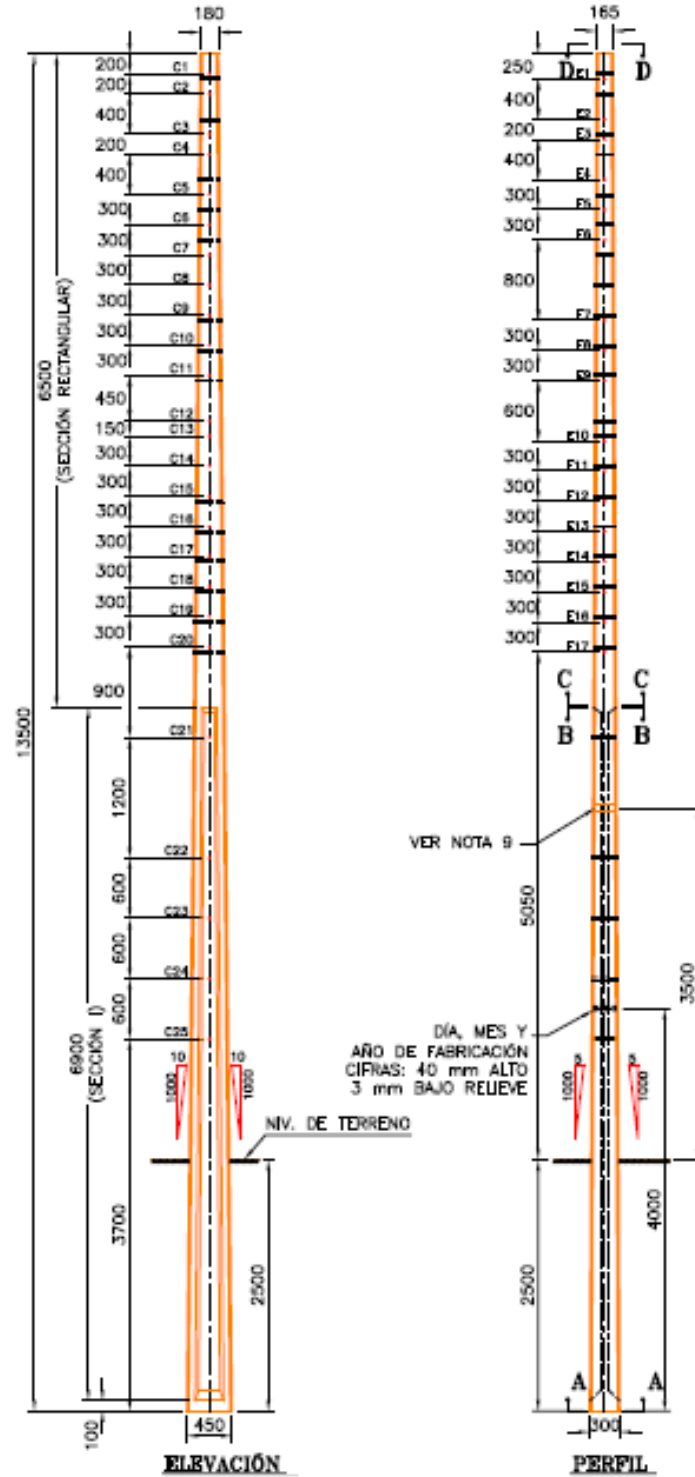 180
165
200
C1
200
C2
400
C3
200
C4
400
C5
300
C6
300
C7
300
C8
300
C9
300
C10
300
C11
450
C12
150
C13
300
C14
300
C15
300
C16
300
C17
300
C18
300
C19
300
C20
900
C21
1200
C22
600
C23
600
C24
600
C25
3700
100
13500
6500
(SECCIÓN RECTANGULAR)
6900
(SECCIÓN I)
10
1000
10
1000
NIV. DE TERRENO
2500
450
ELEVACIÓN
D
D
250
E1
400
E2
200
E3
400
E4
300
E5
300
E6
800
E7
300
E8
300
E9
600
E10
300
E11
300
E12
300
E13
300
E14
300
E15
300
E16
300
E17
C
C
B
B
VER NOTA 9
5050
3500
DÍA, MES Y
AÑO DE FABRICACIÓN
CIFRAS: 40 mm ALTO
3 mm BAJO RELIEVE
5
1000
5
1000
4000
2500
A
A
300
PERFIL